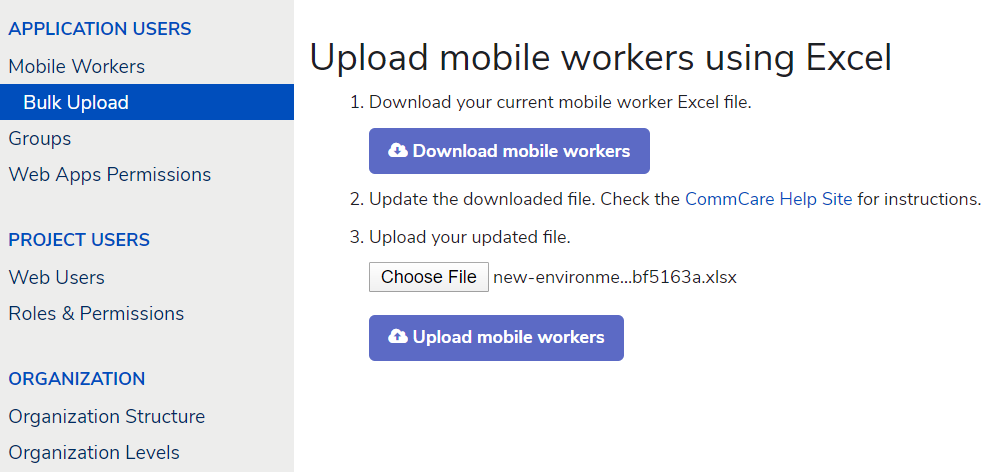 APPLICATION USERS
Mobile Workers
Bulk Upload
Groups
Web Apps Permissions
PROJECT USERS
Web Users
Roles & Permissions
ORGANIZATION
Organization Structure
Organization Levels
Upload mobile workers using Excel
1. Download your current mobile worker Excel file.
Download mobile workers
2. Update the downloaded file. Check the CommCare Help Site for instructions.
3. Upload your updated file.
Choose File new-environme...bf5163a.xlsx
Upload mobile workers